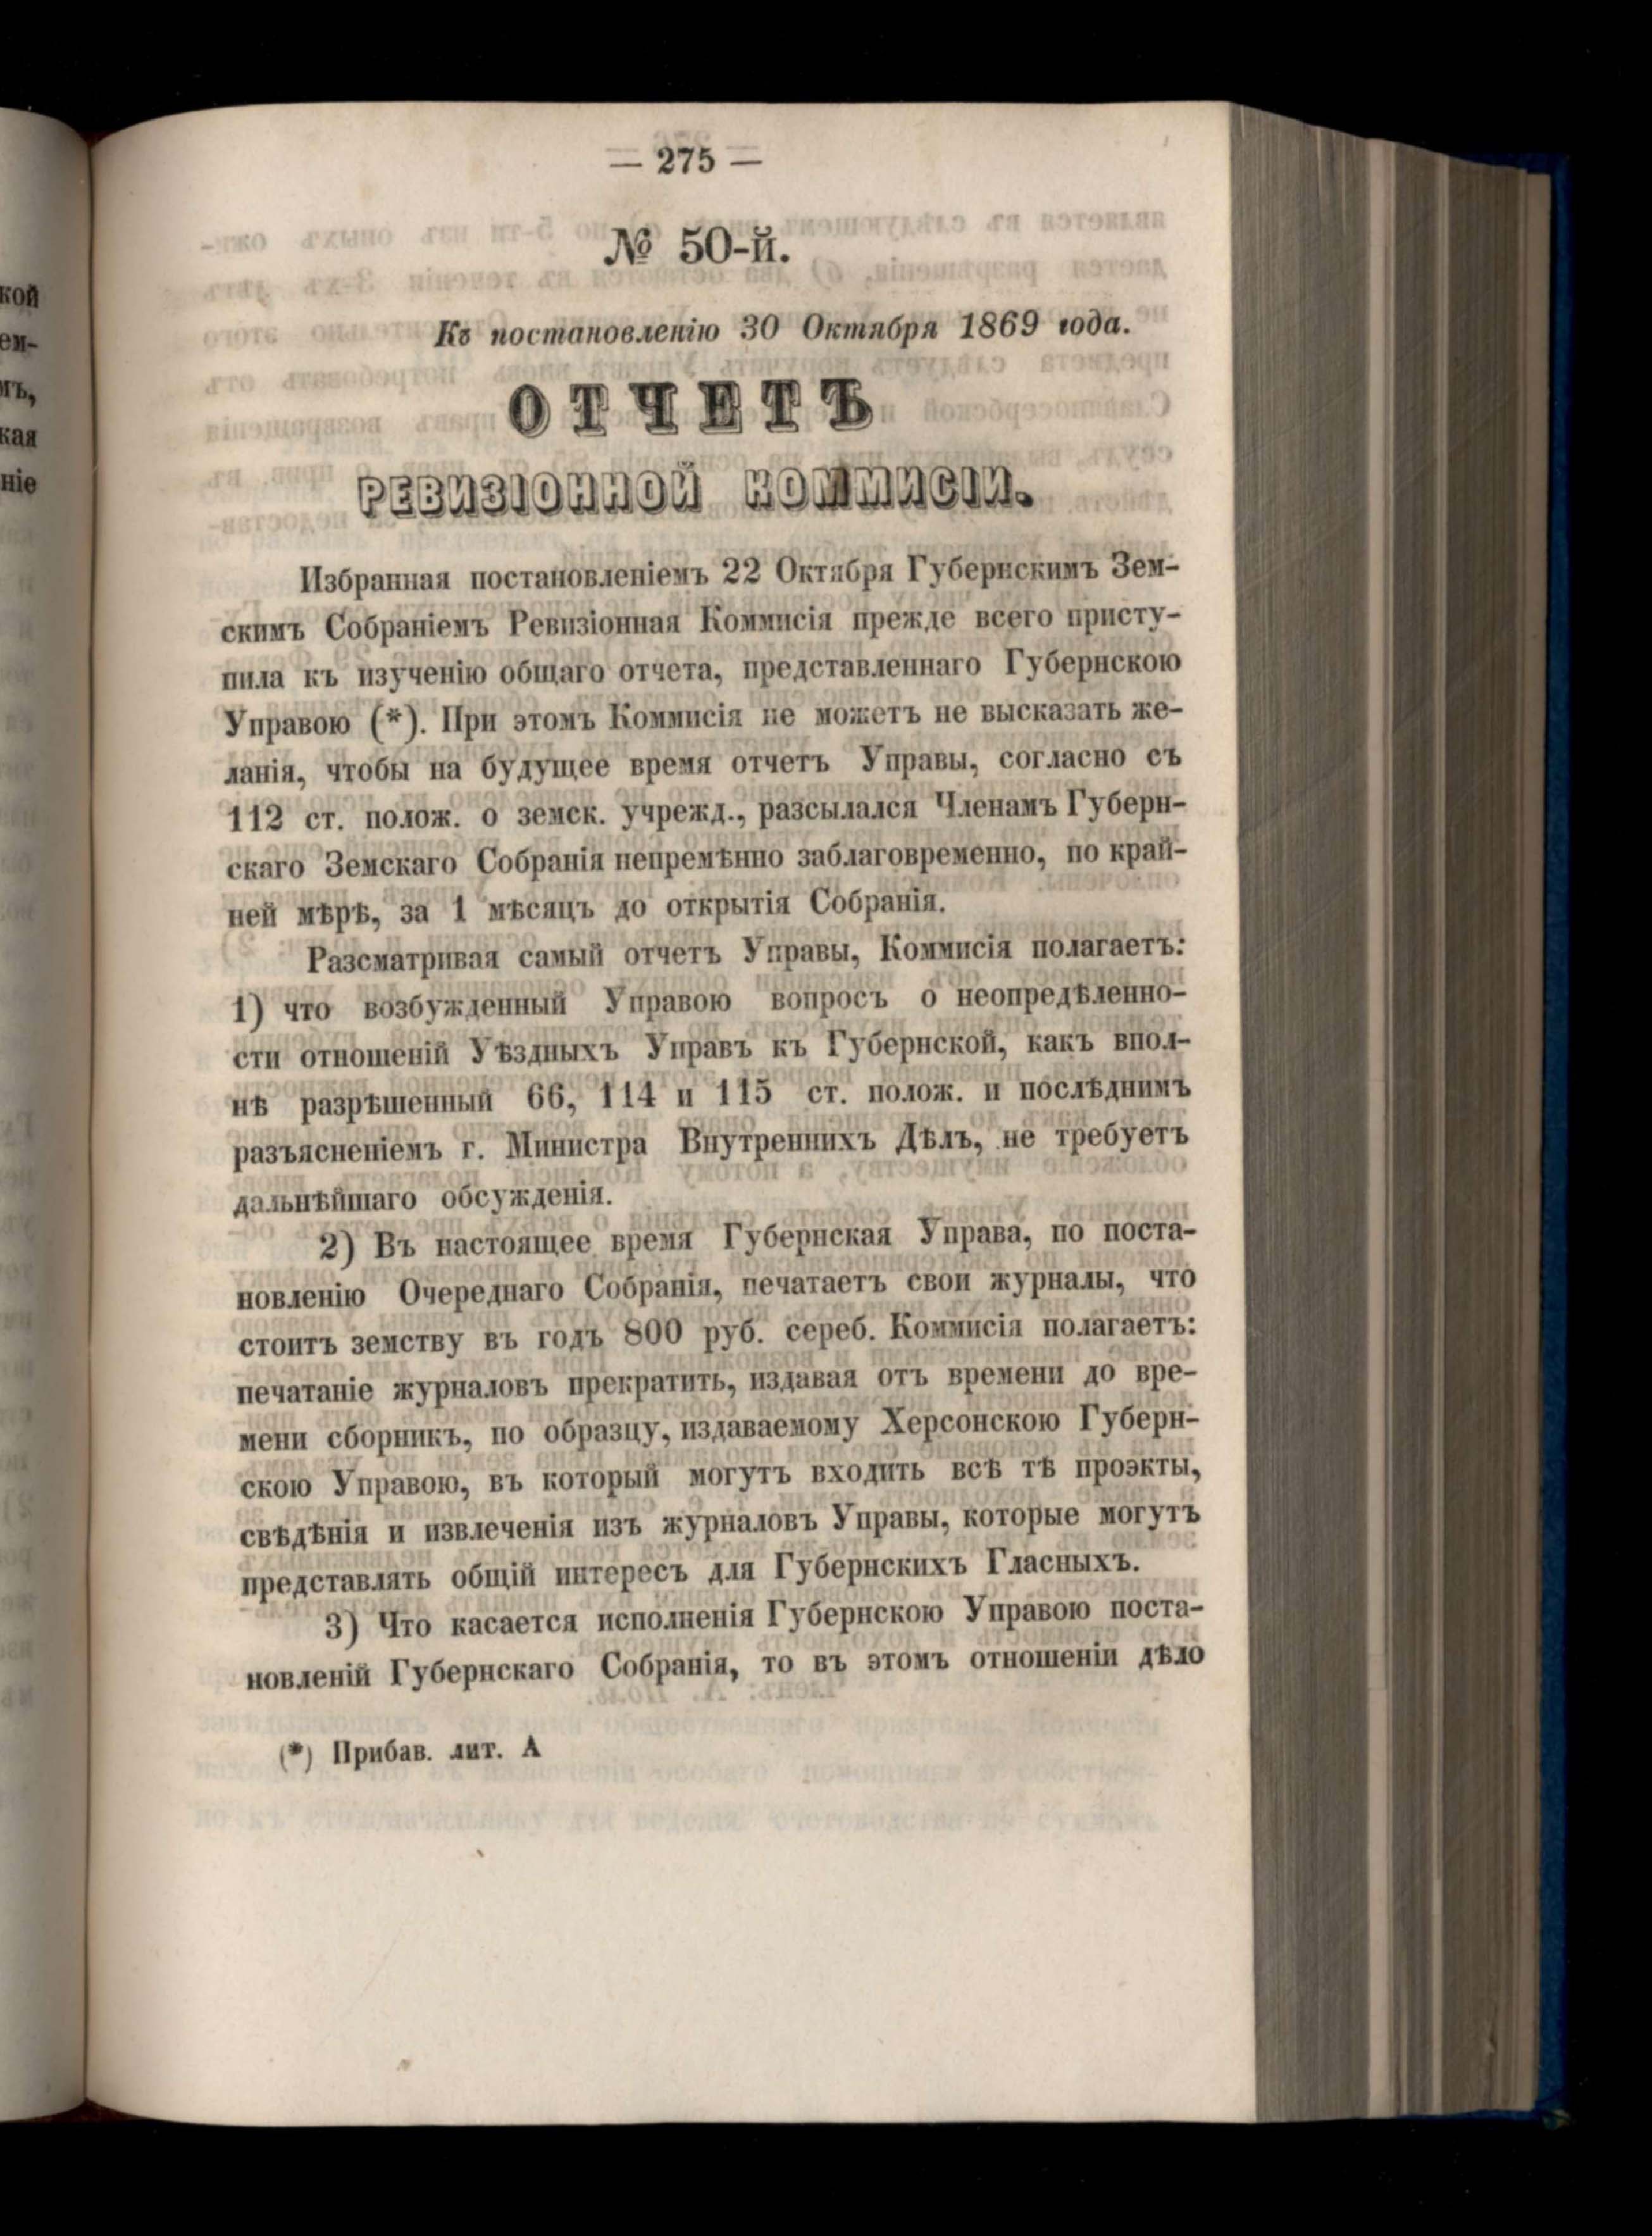 — 275 —
№ 50-й.
Къ постановленію 30 Октября 1869 года.
ОТЧЕТЪ
РЕВИЗІОННОЙ КОММИСІИ.
Избранная постановленіемъ 22 Октября Губернскимъ Зем-
скимъ Собраніемъ Ревизіонная Коммисія прежде всего присту-
пила къ изученію общаго отчета, представленнаго Губернскою
Управою (*). При этомъ Коммисія не можетъ не высказать же-
ланія, чтобы на будущее время отчетъ Управы, согласно съ
112 ст. полож. о земск. учрежд., разсылался Членамъ Губерн-
скаго Земскаго Собранія непремѣнно заблаговременно, по край-
ней мѣрѣ, за 1 мѣсяцъ до открытія Собранія.
Разсматривая самый отчетъ Управы, Коммисія полагаетъ:
1) что возбужденный Управою вопросъ о неопредѣленно-
сти отношеній Уѣздныхъ Управъ къ Губернской, какъ впол-
нѣ разрѣшенный 66, 114 и 115 ст. полож. и послѣднимъ
разъясненіемъ г. Министра Внутреннихъ Дѣлъ, не требуетъ
дальнѣйшаго обсужденія.
2) Въ настоящее время Губернская Управа, по поста-
новленію Очереднаго Собранія, печатаетъ свои журналы, что
стоитъ земству въ годъ 800 руб. сереб. Коммисія полагаетъ:
печатаніе журналовъ прекратить, издавая отъ времени до вре-
мени сборникъ, по образцу, издаваемому Херсонскою Губерн-
скою Управою, въ который могутъ входить всѣ тѣ проэкты,
свѣдѣнія и извлеченія изъ журналовъ Управы, которые могутъ
представлять общій интересъ для Губернскихъ Гласныхъ.
3) Что касается исполненія Губернскою Управою поста-
новленій Губернскаго Собранія, то въ этомъ отношеніи дѣло
(*) Прибав. лит. А
кой
ем-
мъ,
кая
ніе